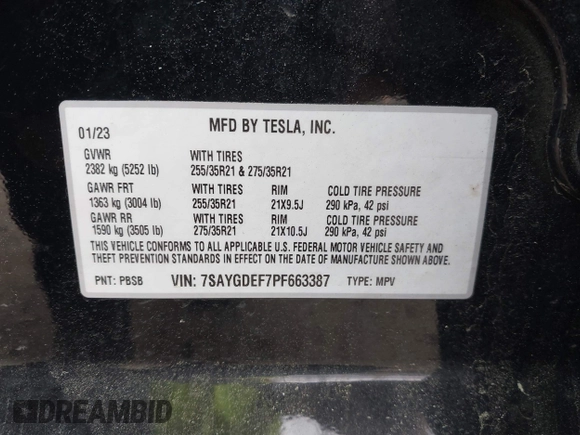 01/23 MFD BY TESLA, INC.
GVWR WITH TIRES
2382 kg (5252 lb) 255/35R21 & 275/35R21
GAWR FRT WITH TIRES RIM COLD TIRE PRESSURE
1363 kg (3004 lb) 255/35R21 21X9.5J 290 kPa, 42 psi
GAWR RR WITH TIRES RIM COLD TIRE PRESSURE
1590 kg (3505 lb) 275/35R21 21X10.5J 290 kPa, 42 psi
THIS VEHICLE CONFORMS TO ALL APPLICABLE U.S. FEDERAL MOTOR VEHICLE SAFETY AND
THEFT PREVENTION STANDARDS IN EFFECT ON THE DATE OF MANUFACTURE SHOWN ABOVE.
PNT: PBSB VIN: 7SAYGDEF7PF663387 TYPE: MPV
DREAMBID